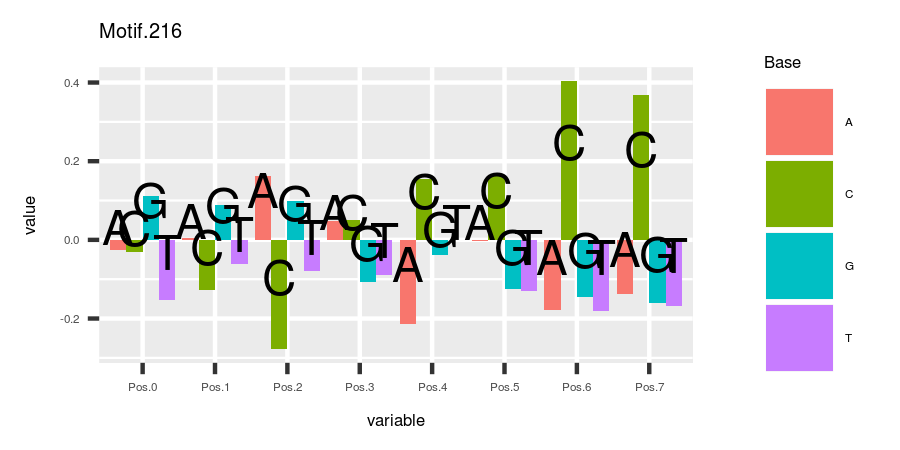 Motif.216
value
0.4
0.2
0.0
-0.2
A C G T A C G T A C G T A C G T A C G T A C G T A C G T A C G T
Pos.0 Pos.1 Pos.2 Pos.3 Pos.4 Pos.5 Pos.6 Pos.7
variable
Base
A
C
G
T